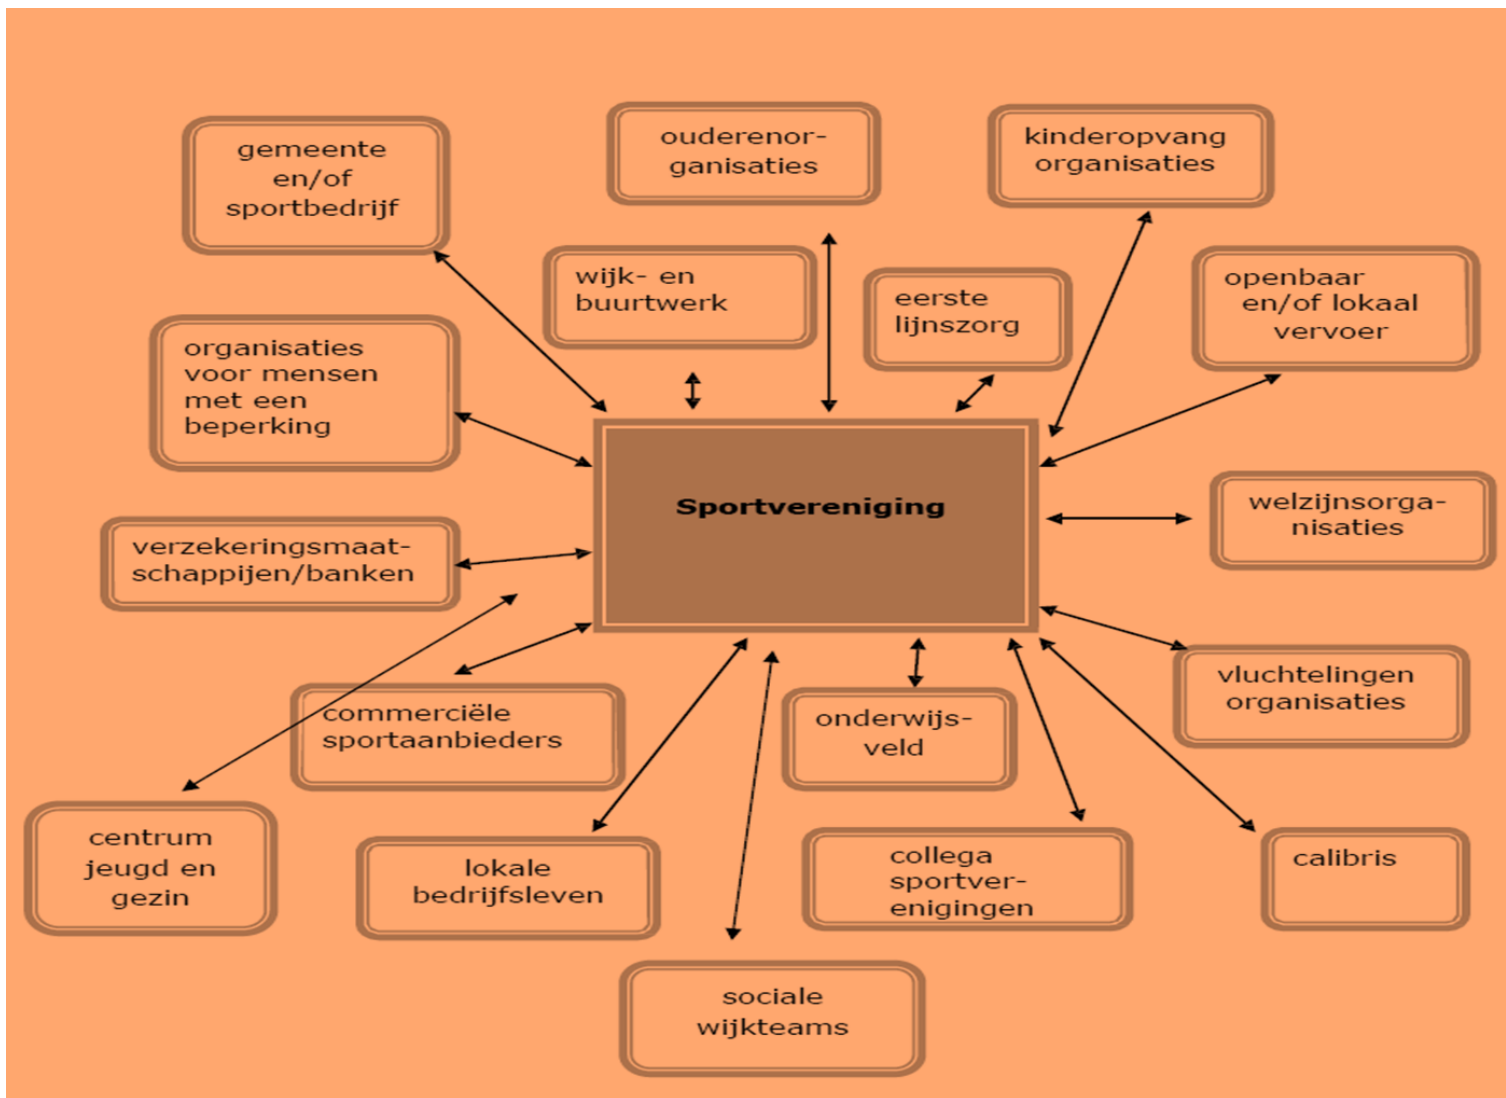 gemeente
en/of
sportbedrijf
ouderenor-
ganisaties
kinderopvang
organisaties
wijk- en
buurtwerk
eerste
lijnszorg
openbaar
en/of lokaal
vervoer
organisaties
voor mensen
met een
beperking
Sportvereniging
welzijnsorga-
nisaties
verzekeringsmaat-
schappijen/banken
vluchtelingen
organisaties
commerciële
sportaanbieders
onderwijs-
veld
centrum
jeugd en
gezin
lokale
bedrijfsleven
collega
sportver-
enigingen
calibris
sociale
wijkteams